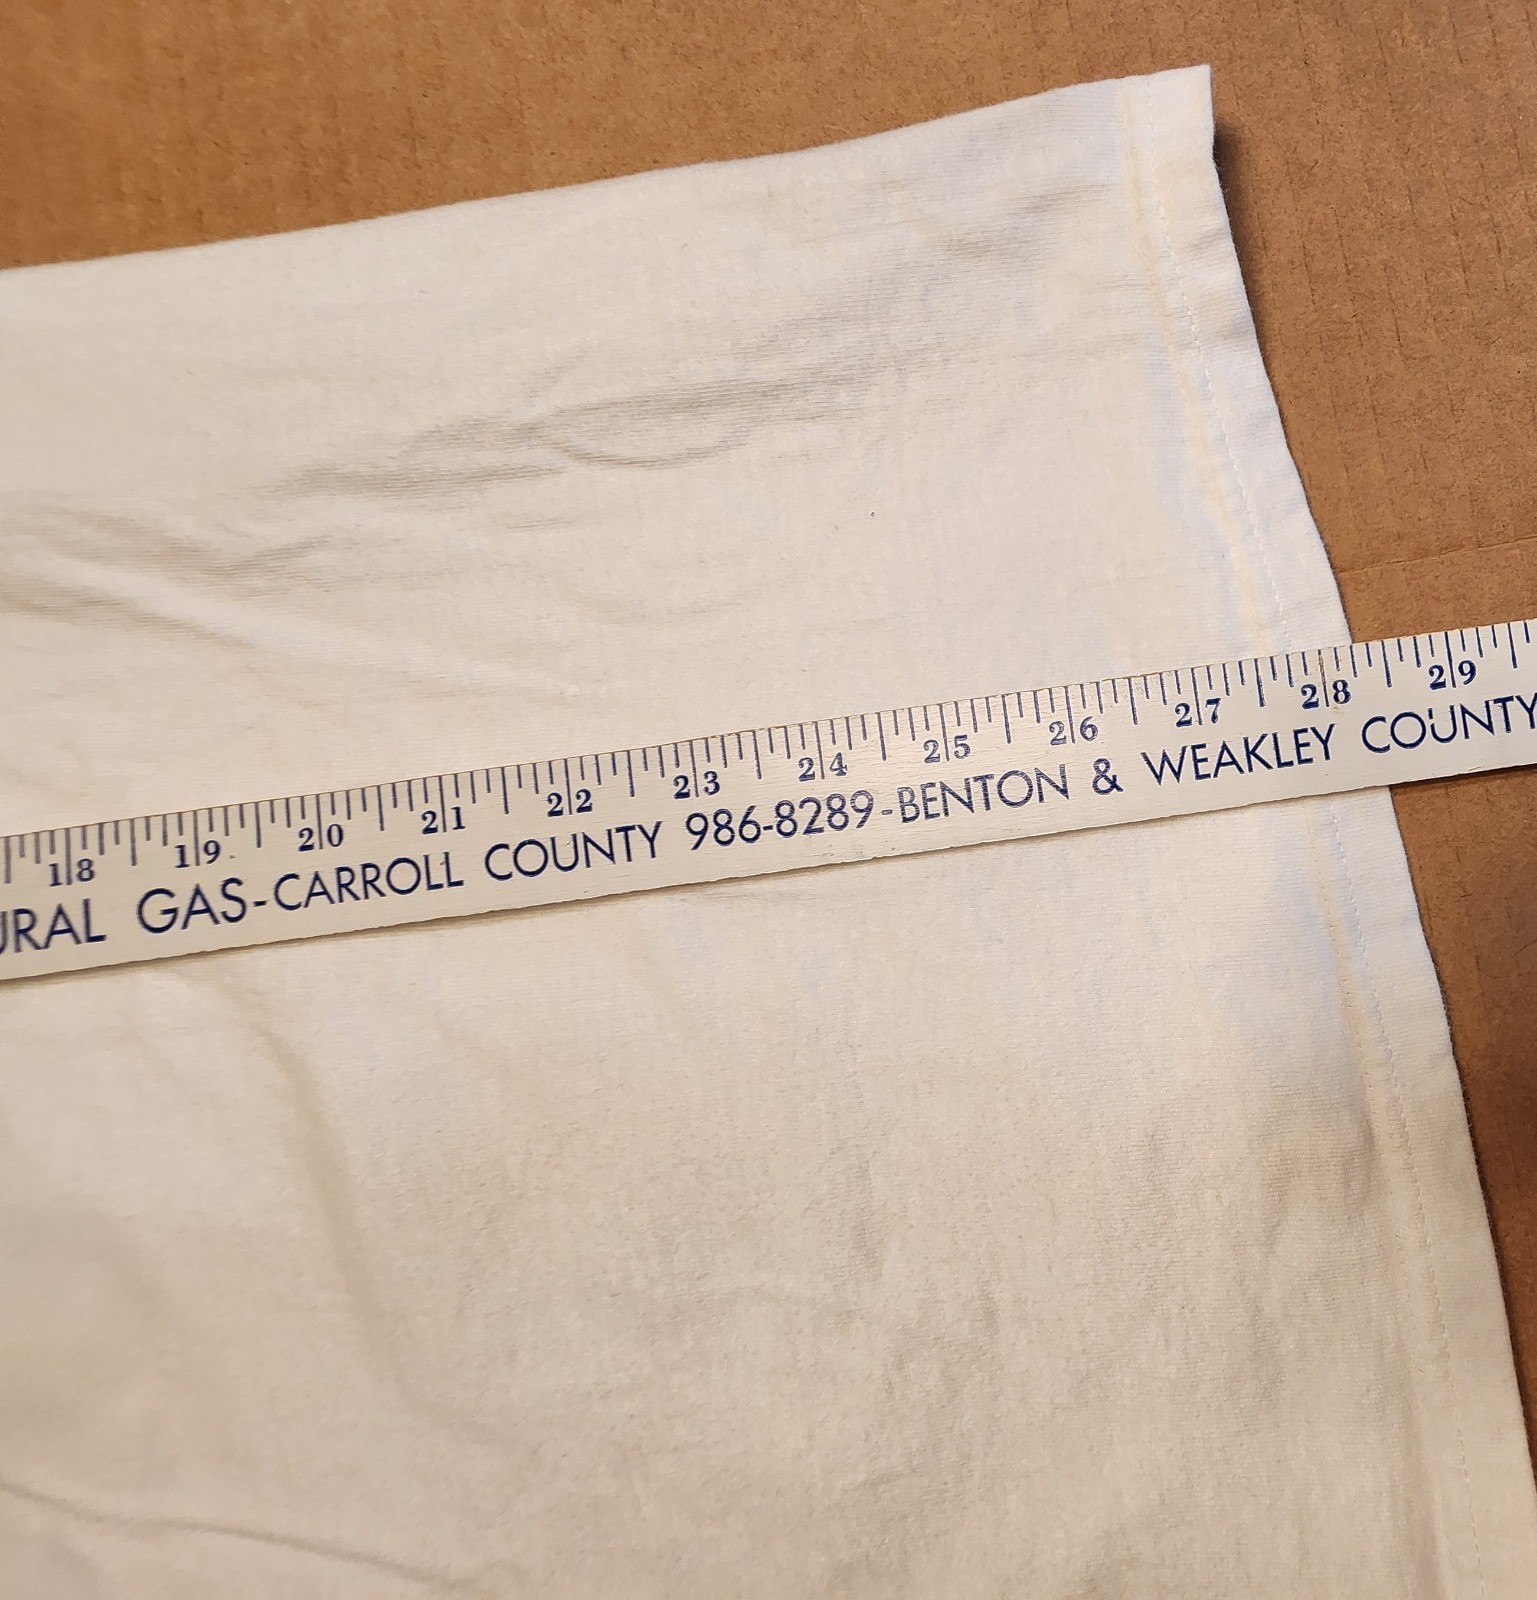 18 19 20 21 22 23 24 25 26 27 28 29
URAL GAS-CARROLL COUNTY 986-8289-BENTON & WEAKLEY COUNTY